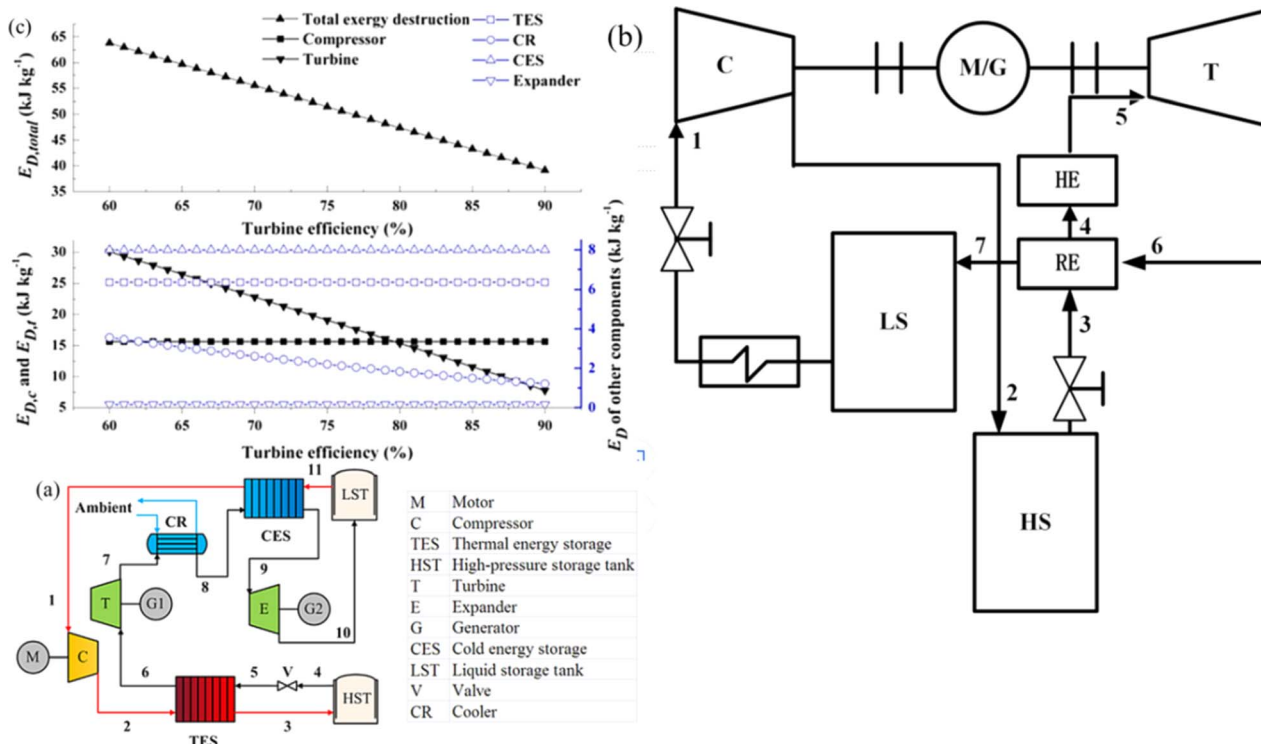 (c)
Total exergy destruction
Compressor
Turbine
TES
CR
CES
Expander
E_D,total (kJ kg⁻¹)
65
60
55
50
45
40
35
60 65 70 75 80 85 90
Turbine efficiency (%)
E_D,c and E_D,t (kJ kg⁻¹)
30
25
20
15
10
5
E_D of other components (kJ kg⁻¹)
8
6
4
2
0
60 65 70 75 80 85 90
Turbine efficiency (%)
(a)
Ambient
CR
CES
11
LST
7
8
9
1
T
G1
E
G2
10
M
C
6
5
V
4
HST
2
TES
3
M Motor
C Compressor
TES Thermal energy storage
HST High-pressure storage tank
T Turbine
E Expander
G Generator
CES Cold energy storage
LST Liquid storage tank
V Valve
CR Cooler
(b)
C
M/G
T
1
5
HE
4
7
RE
6
LS
3
2
HS